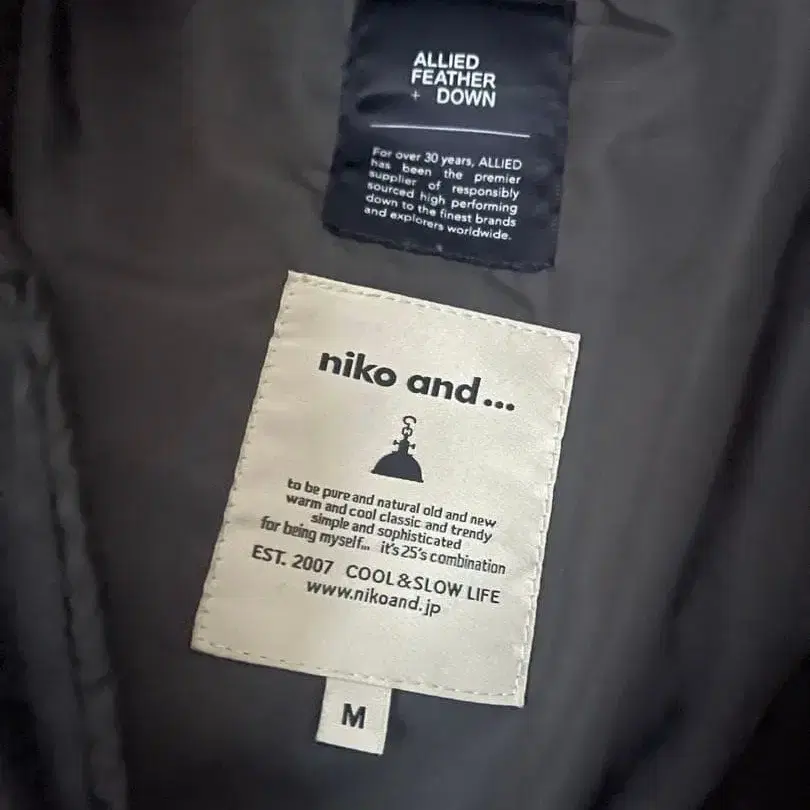 ALLIED
FEATHER
+ DOWN
For over 30 years, ALLIED
has been the premier
supplier of responsibly
sourced high performing
down to the finest brands
and explorers worldwide.
niko and...
to be pure and natural old and new
warm and cool classic and trendy
simple and sophisticated
for being myself... it's 25's combination
EST. 2007 COOL&SLOW LIFE
www.nikoand.jp
M